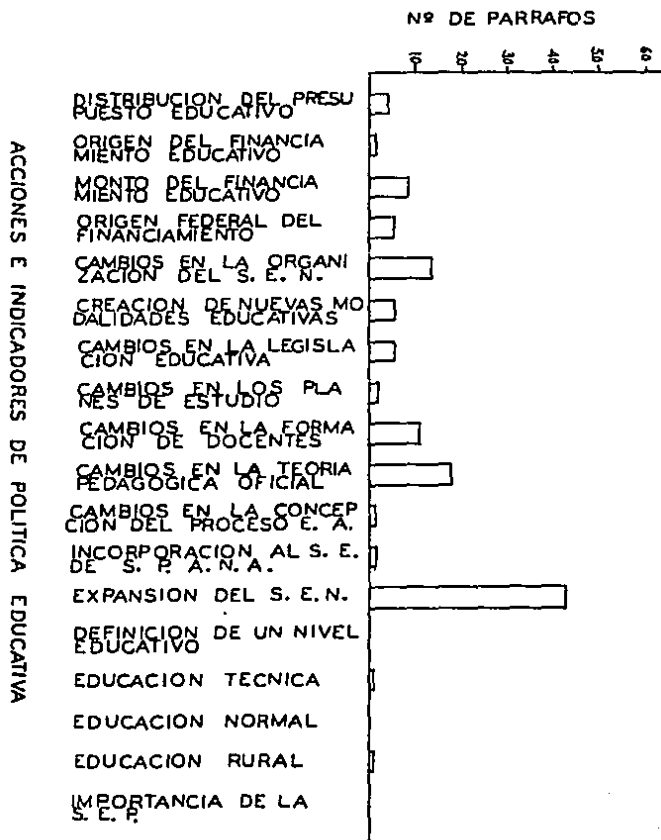 Nº DE PARRAFOS
10
20
30
40
50
60
ACCIONES E INDICADORES DE POLITICA EDUCATIVA
DISTRIBUCION DEL PRESU
PUESTO EDUCATIVO
ORIGEN DEL FINANCIA
MIENTO EDUCATIVO
MONTO DEL FINANCIA
MIENTO EDUCATIVO
ORIGEN FEDERAL DEL
FINANCIAMIENTO
CAMBIOS EN LA ORGANI
ZACION DEL S. E. N.
CREACION DE NUEVAS MO
DALIDADES EDUCATIVAS
CAMBIOS EN LA LEGISLA
CION EDUCATIVA
CAMBIOS EN LOS PLA
NES DE ESTUDIO
CAMBIOS EN LA FORMA
CION DE DOCENTES
CAMBIOS EN LA TEORIA
PEDAGOGICA OFICIAL
CAMBIOS EN LA CONCEP
CION DEL PROCESO E. A.
INCORPORACION AL S. E.
DE S. P. A. N. A.
EXPANSION DEL S. E. N.
DEFINICION DE UN NIVEL
EDUCATIVO
EDUCACION TECNICA
EDUCACION NORMAL
EDUCACION RURAL
IMPORTANCIA DE LA
S. E. P.